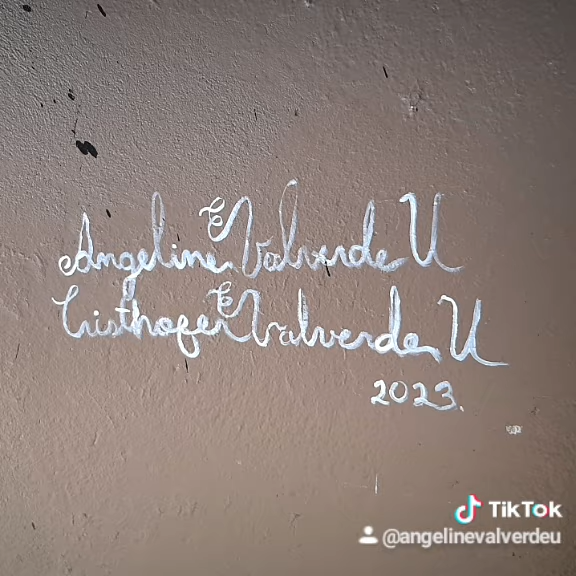 Angeline E Valverde U
Cristhofer E Valverde U
2023.
TikTok
@angelinevalverdeu